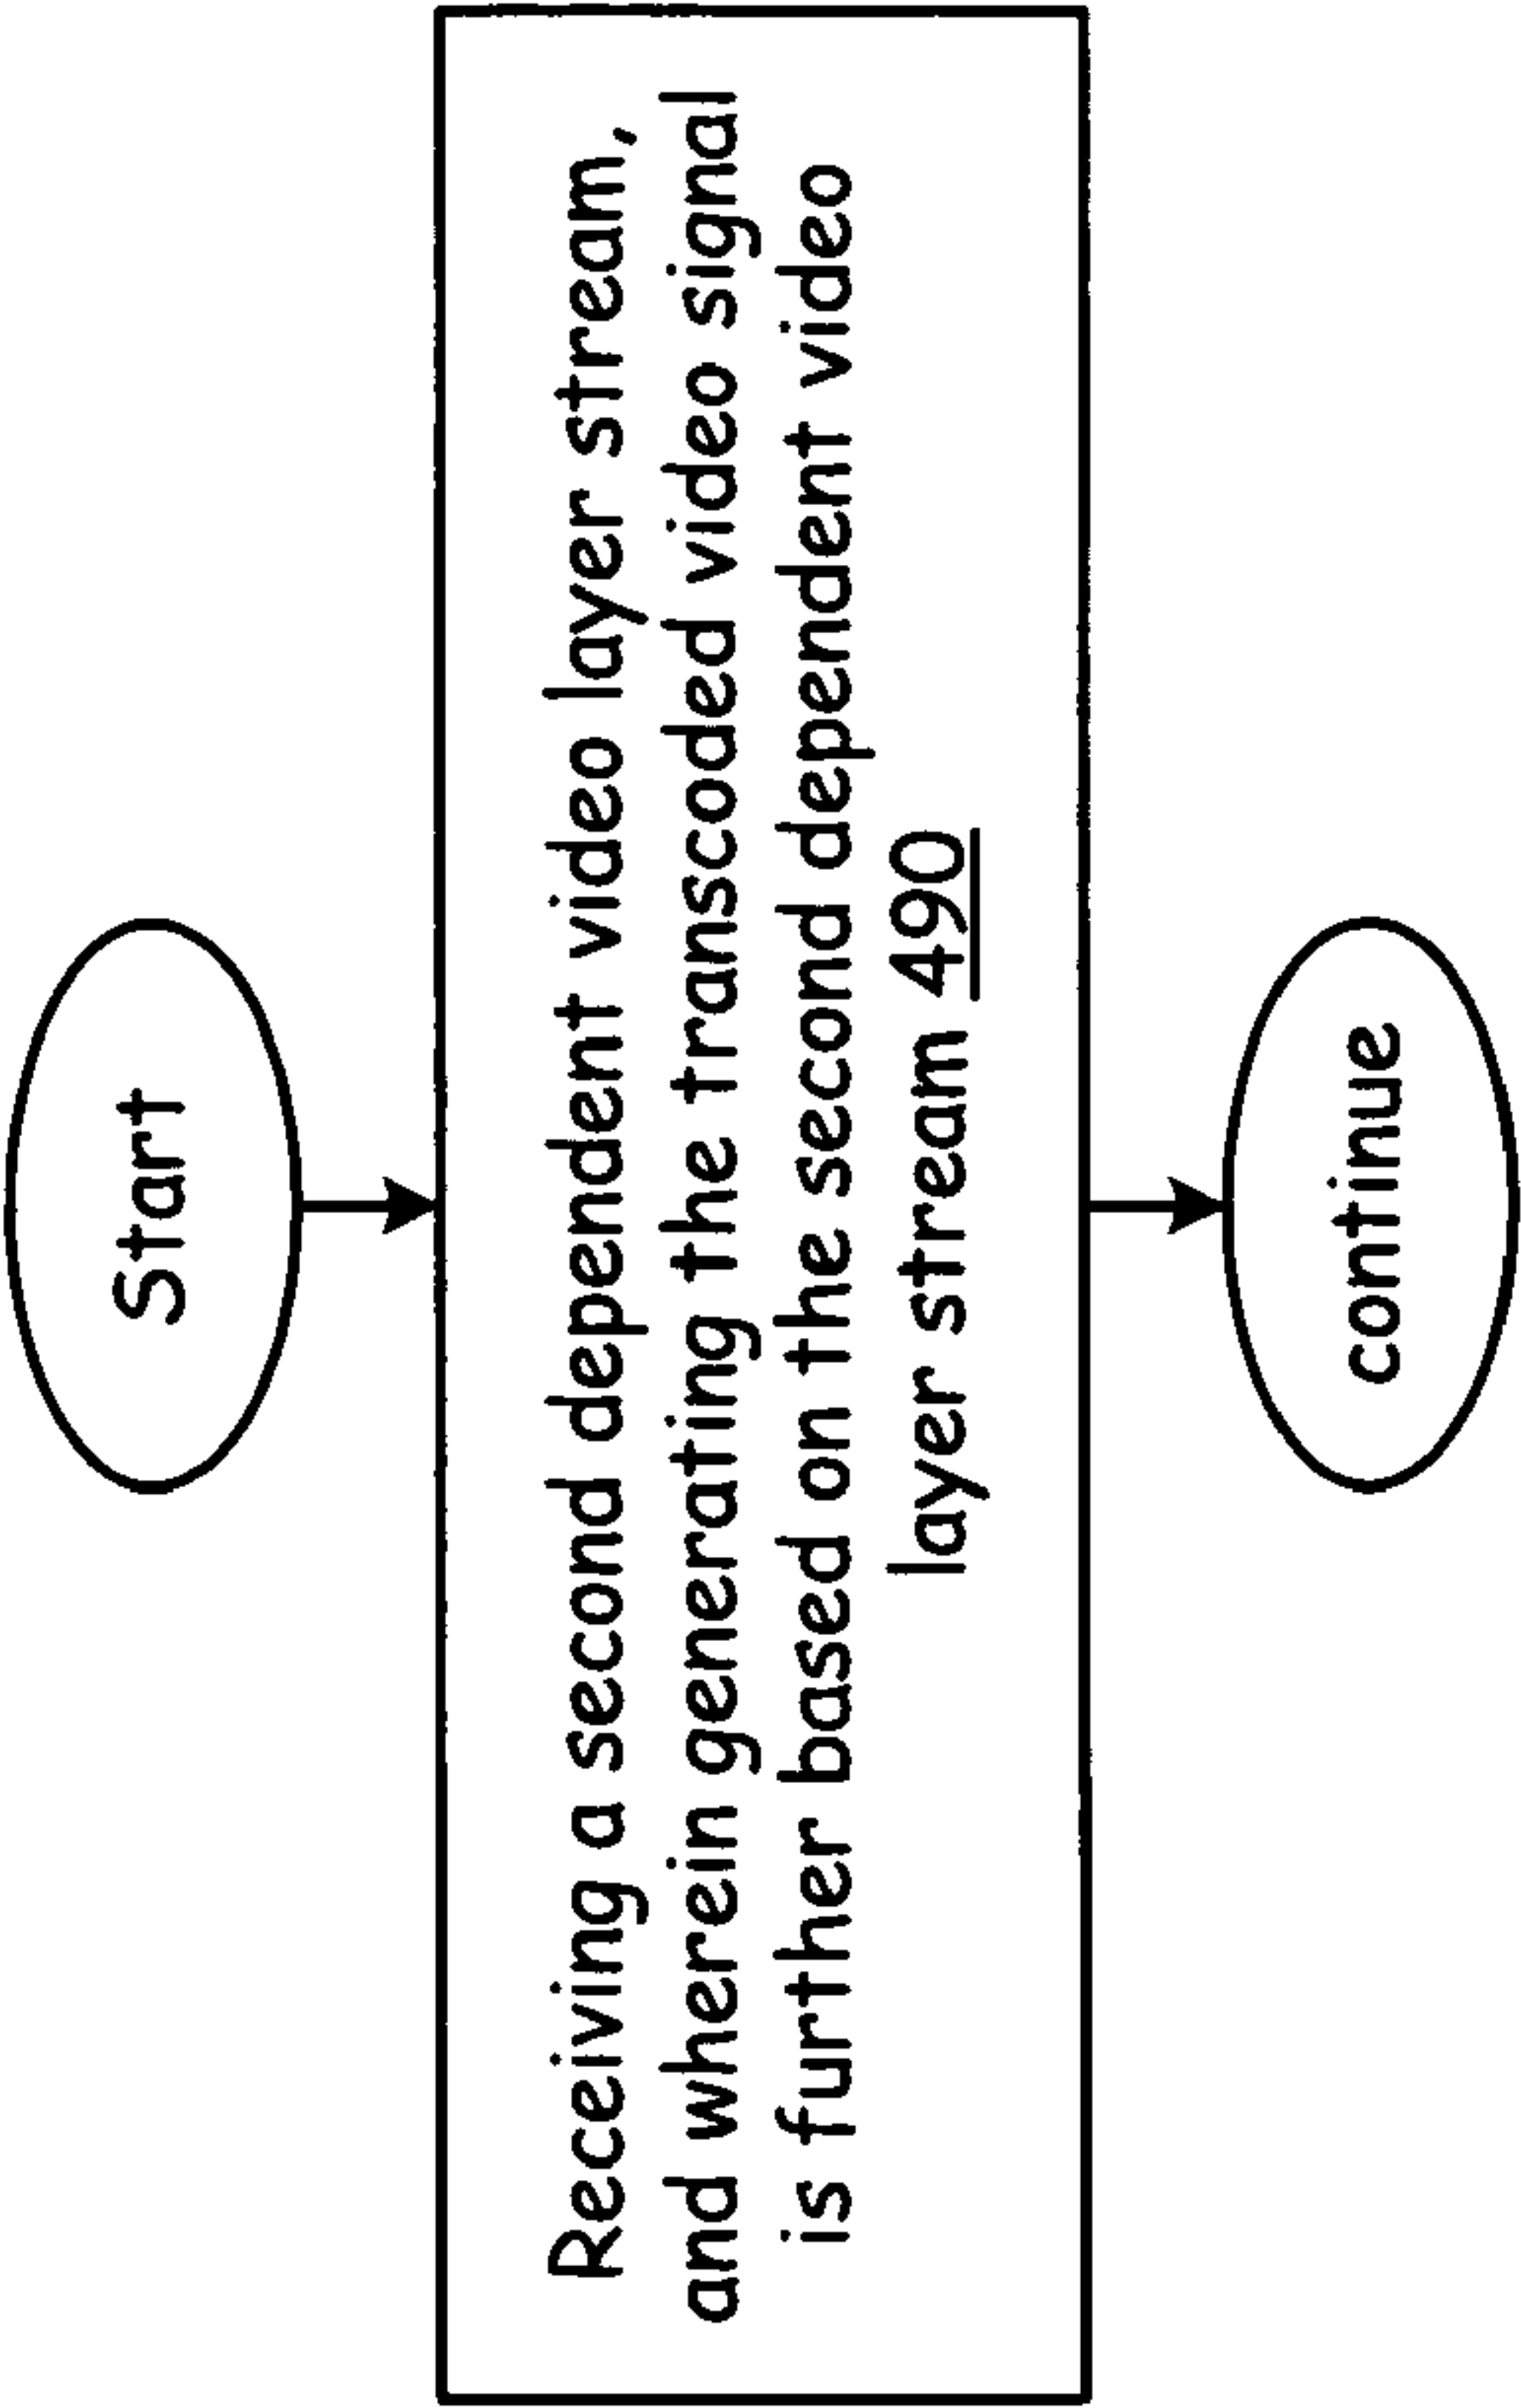 Start
Receiving a second dependent video layer stream,
and wherein generating the transcoded video signal
is further based on the second dependent video
layer stream 490
continue